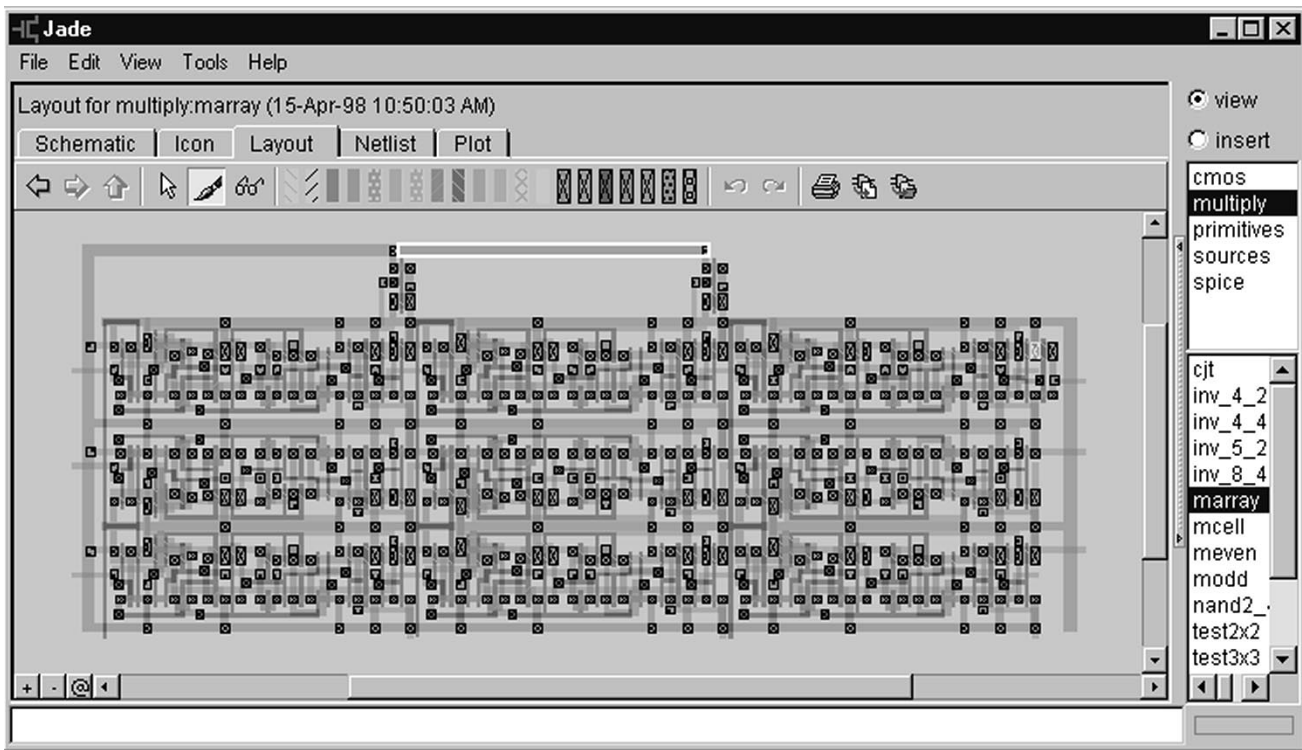 Jade
File Edit View Tools Help
Layout for multiply:marray (15-Apr-98 10:50:03 AM)
Schematic Icon Layout Netlist Plot
+ - @
view
insert
cmos
multiply
primitives
sources
spice
cjt
inv_4_2
inv_4_4
inv_5_2
inv_8_4
marray
mcell
meven
modd
nand2_
test2x2
test3x3